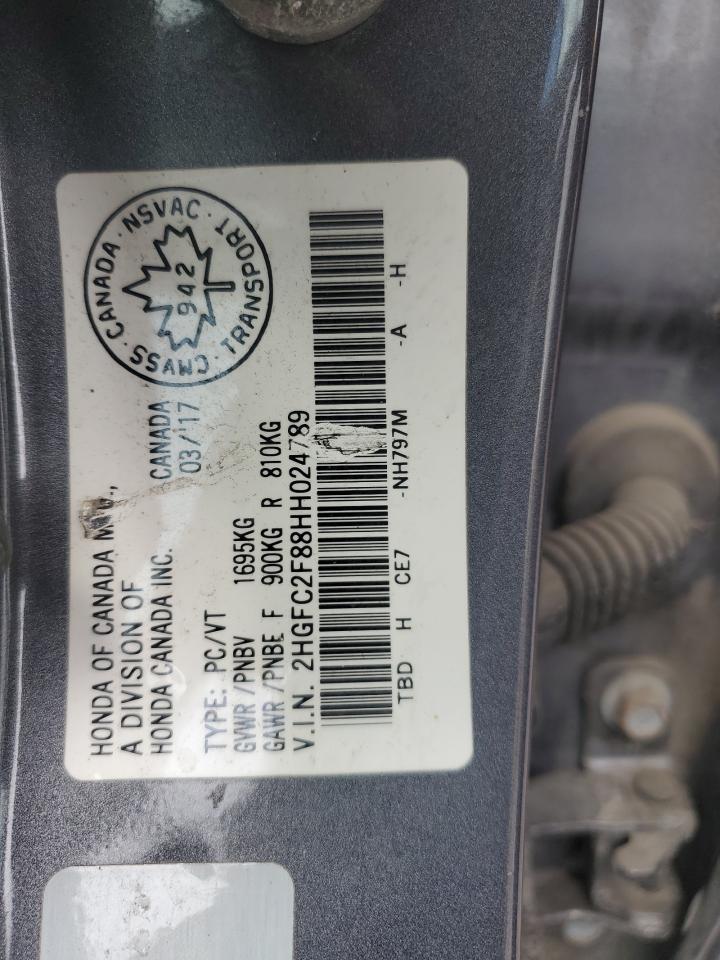 HONDA OF CANADA MFG.,
A DIVISION OF
HONDA CANADA INC. CANADA
03/'17
TYPE: PC/VT
GVWR/PNBV 1695KG
GAWR/PNBE F 900KG R 810KG
V.I.N. 2HGFC2F88HH024789
TBD H CE7 -NH797M -A -H
CMVSS · CANADA · NSVAC · TRANSPORT ·
942